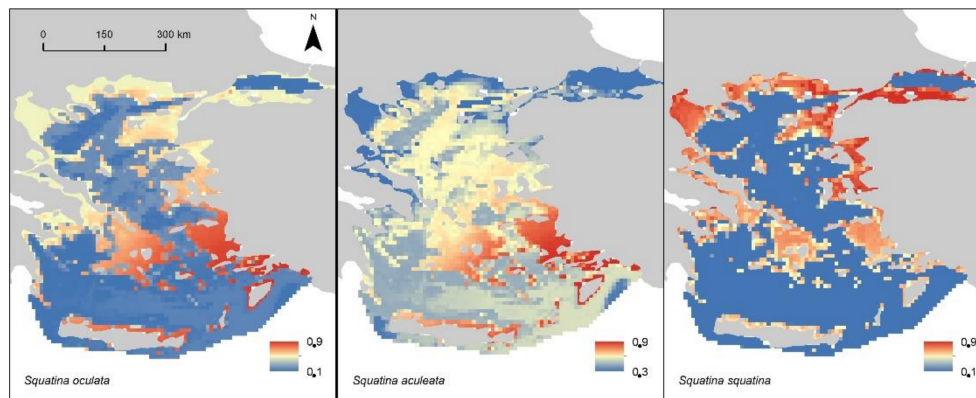 0 150 300 km
N
0.9
0.1
Squatina oculata
0.9
0.3
Squatina aculeata
0.9
0.1
Squatina squatina